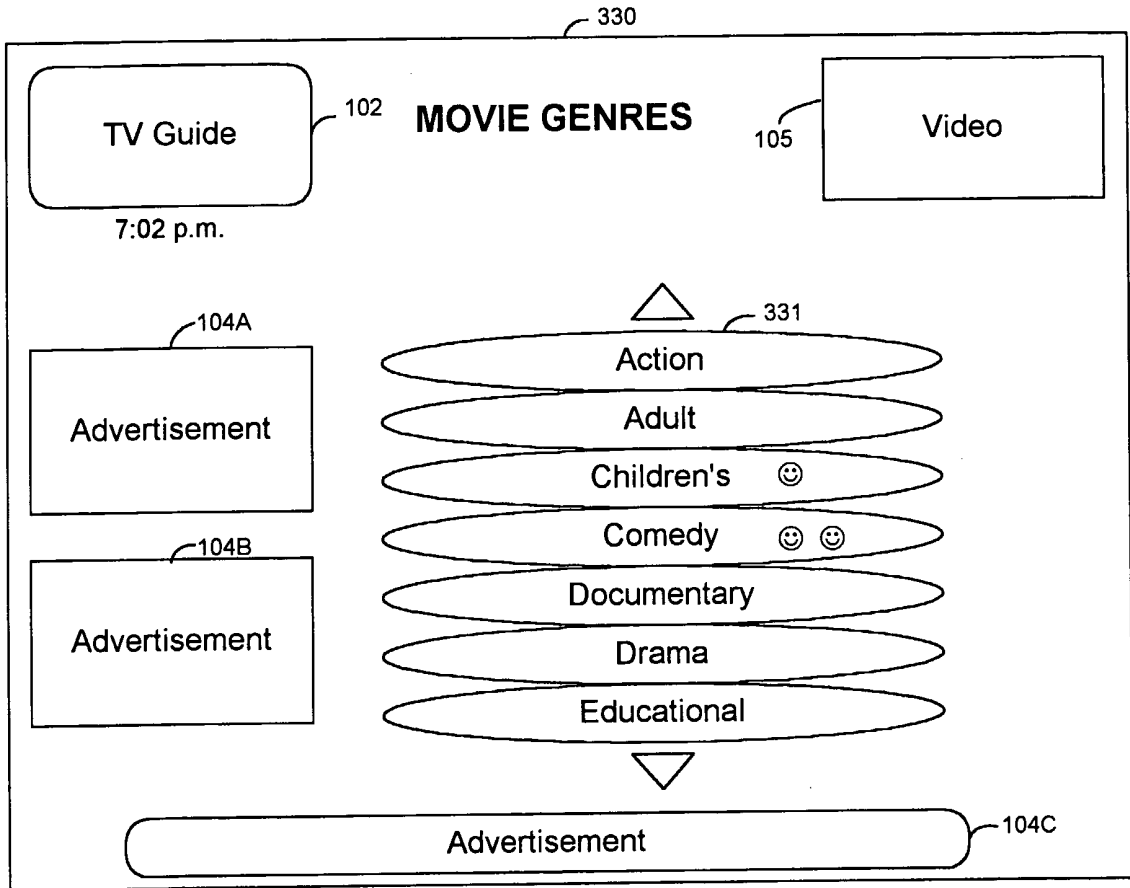 330
TV Guide
102
MOVIE GENRES
105
Video
7:02 p.m.
104A
Advertisement
104B
Advertisement
331
Action
Adult
Children's
Comedy
Documentary
Drama
Educational
Advertisement
104C